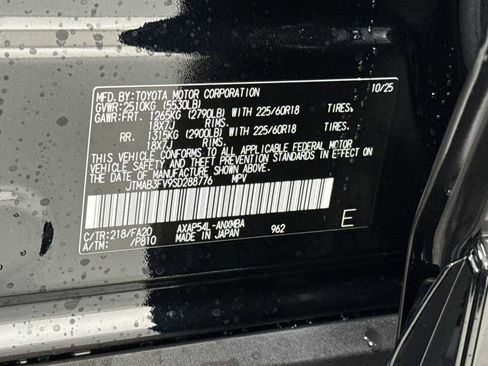 MFD.BY:TOYOTA MOTOR CORPORATION 10/25
GVWR:2510KG (5530LB)
GAWR:FRT. 1265KG (2790LB) WITH 225/60R18 TIRES,
18X7J RIMS.
RR. 1315KG (2900LB) WITH 225/60R18 TIRES,
18X7J RIMS.
THIS VEHICLE CONFORMS TO ALL APPLICABLE FEDERAL MOTOR
VEHICLE SAFETY AND THEFT PREVENTION STANDARDS IN EFFECT
ON THE DATE OF MANUFACTURE SHOWN ABOVE.
JTMAB3FV9SD288776 MPV
E
C/TR:218/FA20 AXAP54L-ANXMBA 962
A/TM: /P810 MADE IN JAPAN